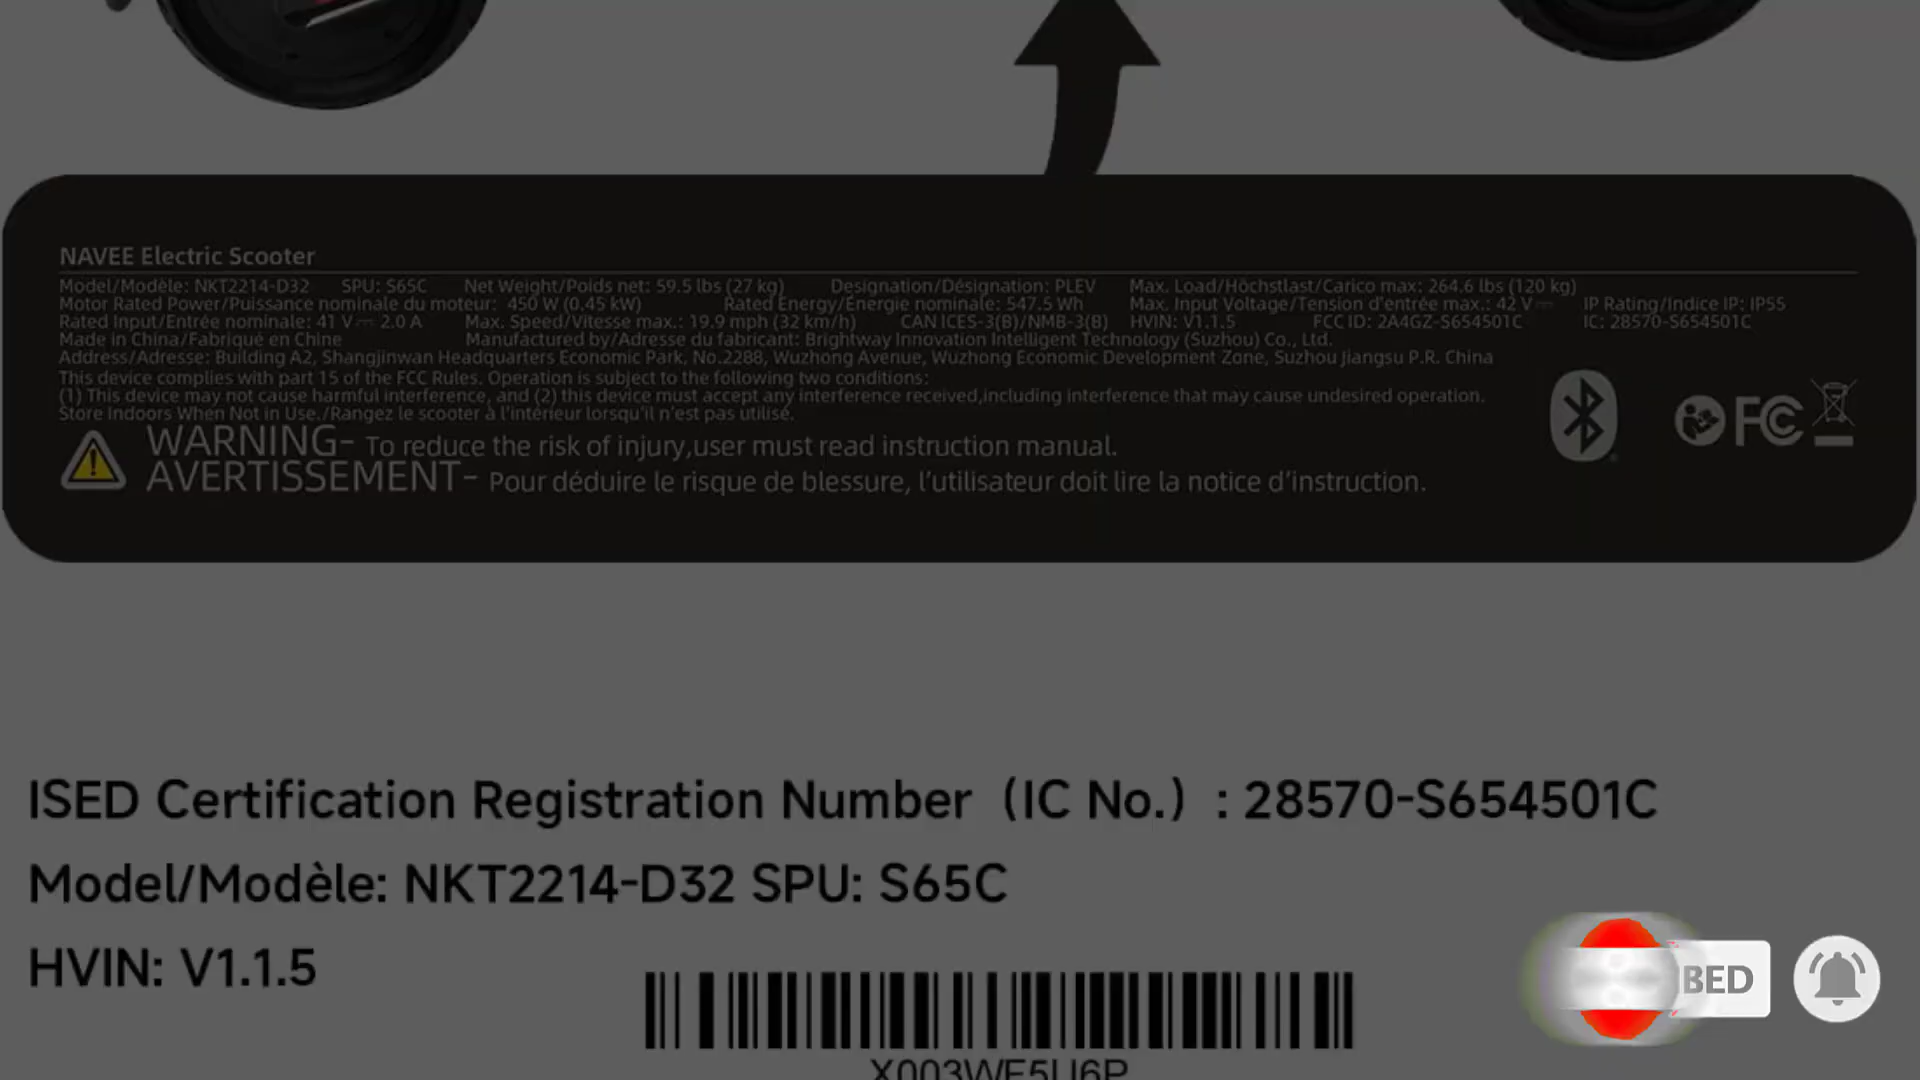 NAVEE Electric Scooter
Model/Modèle: NKT2214-D32 SPU: S65C Net Weight/Poids net: 59.5 lbs (27 kg) Designation/Désignation: PLEV Max. Load/Höchstlast/Carico max: 264.6 lbs (120 kg)
Motor Rated Power/Puissance nominale du moteur: 450 W (0.45 kW) Rated Energy/Énergie nominale: 547.5 Wh Max. Input Voltage/Tension d'entrée max.: 42 V⎓ IP Rating/Indice IP: IP55
Rated Input/Entrée nominale: 41 V⎓ 2.0 A Max. Speed/Vitesse max.: 19.9 mph (32 km/h) CAN ICES-3(B)/NMB-3(B) HVIN: V1.1.5 FCC ID: 2A4GZ-S654501C IC: 28570-S654501C
Made in China/Fabriqué en Chine Manufactured by/Adresse du fabricant: Brightway Innovation Intelligent Technology (Suzhou) Co., Ltd.
Address/Adresse: Building A2, Shangjinwan Headquarters Economic Park. No.2288, Wuzhong Avenue, Wuzhong Economic Development Zone, Suzhou Jiangsu P.R. China
This device complies with part 15 of the FCC Rules. Operation is subject to the following two conditions:
(1) This device may not cause harmful interference, and (2) this device must accept any interference received,including interference that may cause undesired operation.
Store Indoors When Not in Use./Rangez le scooter à l'intérieur lorsqu'il n'est pas utilisé.
WARNING- To reduce the risk of injury,user must read instruction manual.
AVERTISSEMENT- Pour déduire le risque de blessure, l'utilisateur doit lire la notice d'instruction.
FC
ISED Certification Registration Number（IC No.）: 28570-S654501C
Model/Modèle: NKT2214-D32 SPU: S65C
HVIN: V1.1.5
BED